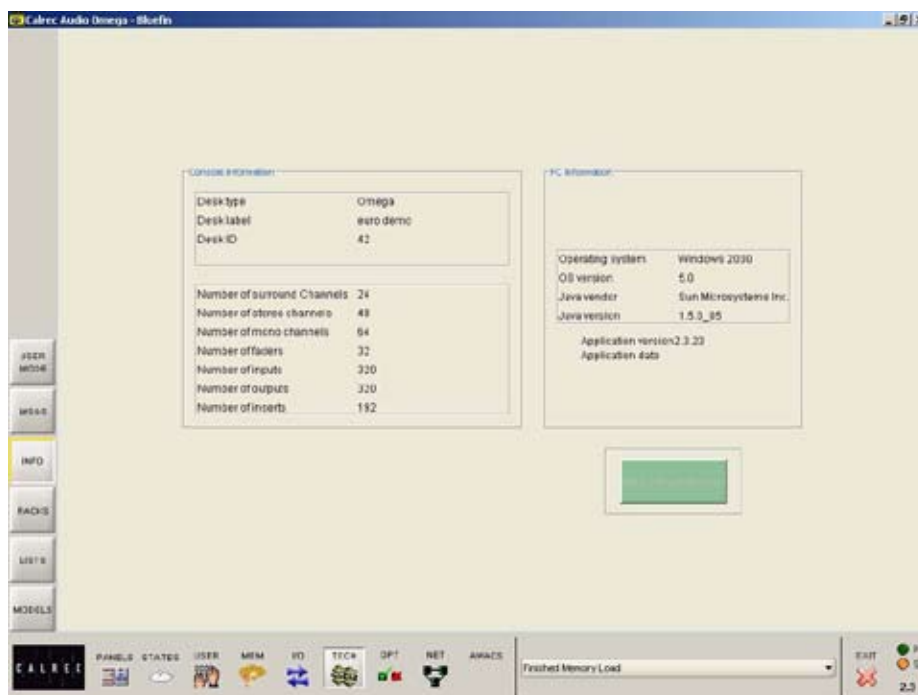 Calrec Audio Omega - Bluefin
Console Information
Desk type Omega
Desk label euro demo
Desk ID 42
Number of surround Channels 24
Number of stereo channels 48
Number of mono channels 64
Number of faders 32
Number of inputs 320
Number of outputs 320
Number of inserts 192
PC Information
Operating system Windows 2000
OS version 5.0
Java vendor Sun Microsystems Inc.
Java version 1.5.0_05
Application version2.3.23
Application date
USER
MODE
MSGS
INFO
RACKS
LISTS
MODELS
CALREC
PANELS STATES USER MEM I/O TECH OPT NET AWACS
Finished Memory Load
EXIT